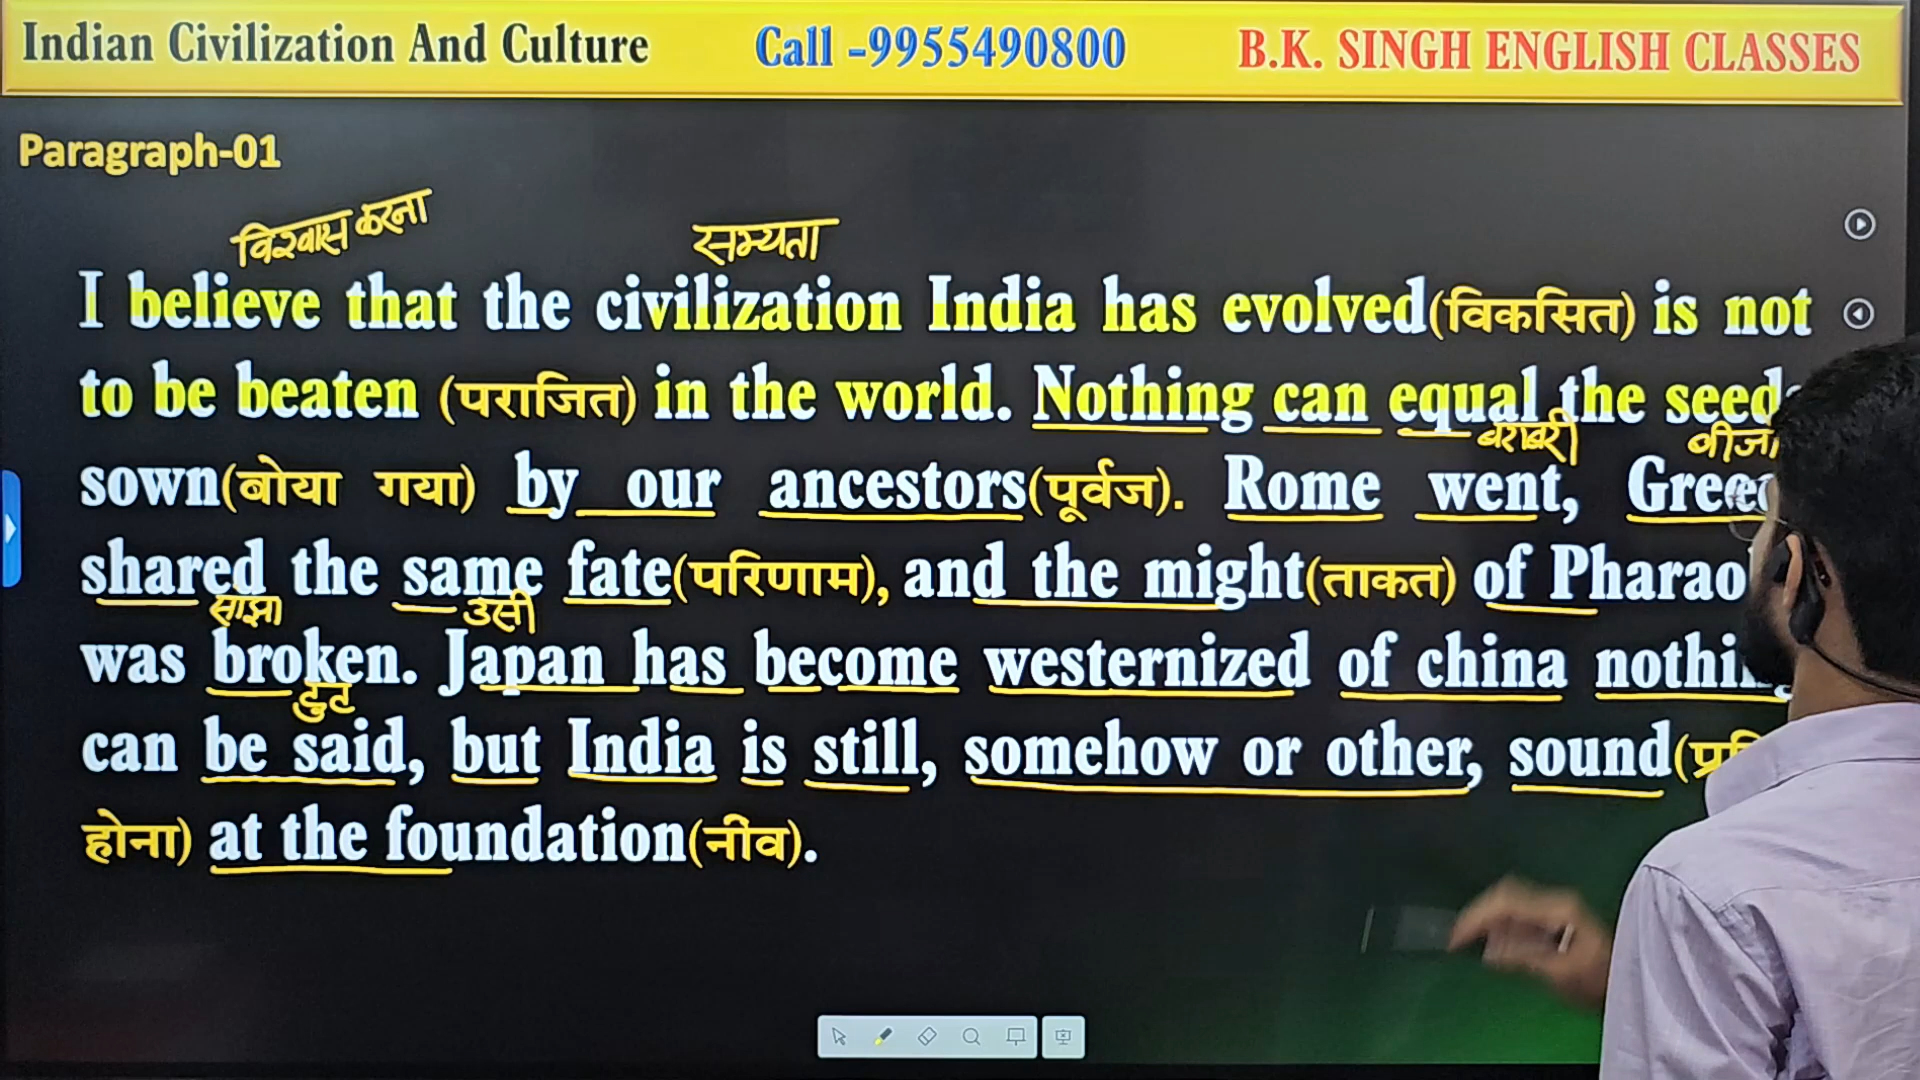 Indian Civilization And Culture Call -9955490800 B.K. SINGH ENGLISH CLASSES
Paragraph-01
विश्वास करना सभ्यता
I believe that the civilization India has evolved(विकसित) is not
to be beaten (पराजित) in the world. Nothing can equal the seed
बराबरी बीज
sown(बोया गया) by our ancestors(पूर्वज). Rome went,
shared the same fate(परिणाम), and the might(ताकत) of
साझा उसी
was broken. Japan has become westernized of china
टुट
can be said, but India is still, somehow or other, sound
होना) at the foundation(नींव).